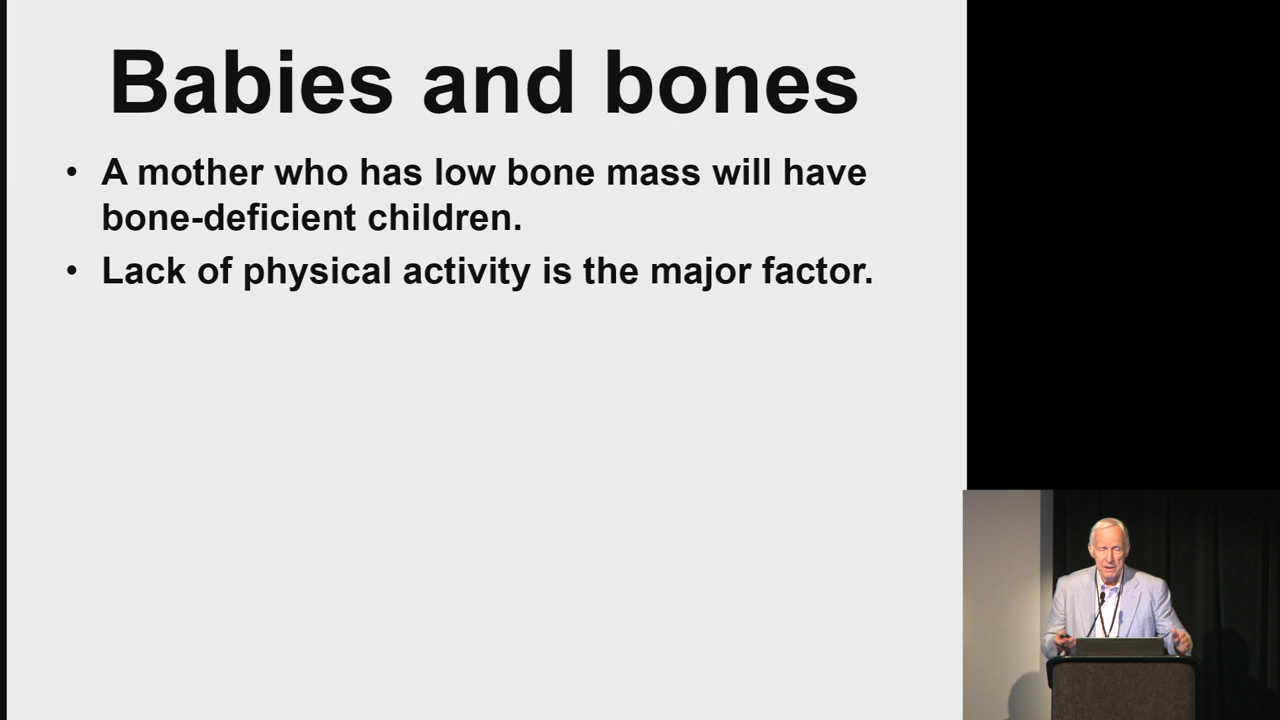 Babies and bones
• A mother who has low bone mass will have
bone-deficient children.
• Lack of physical activity is the major factor.